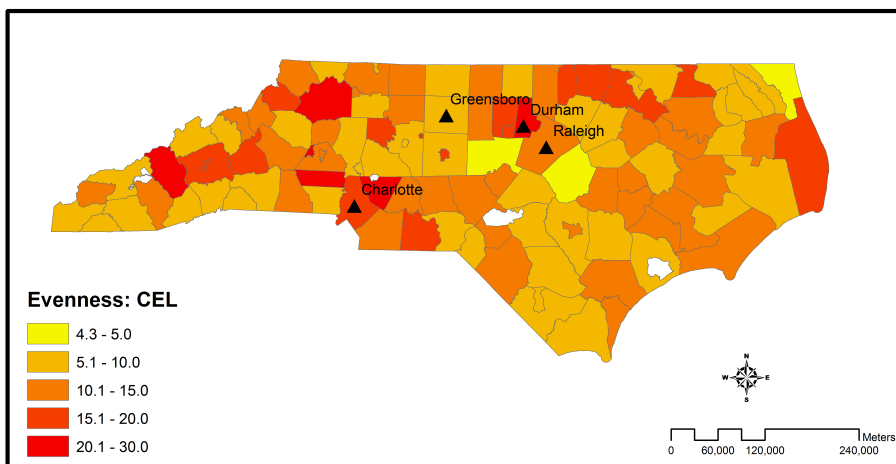 Greensboro
Durham
Raleigh
Charlotte
Evenness: CEL
4.3 - 5.0
5.1 - 10.0
10.1 - 15.0
15.1 - 20.0
20.1 - 30.0
N
W E
S
Meters
0 60,000 120,000 240,000